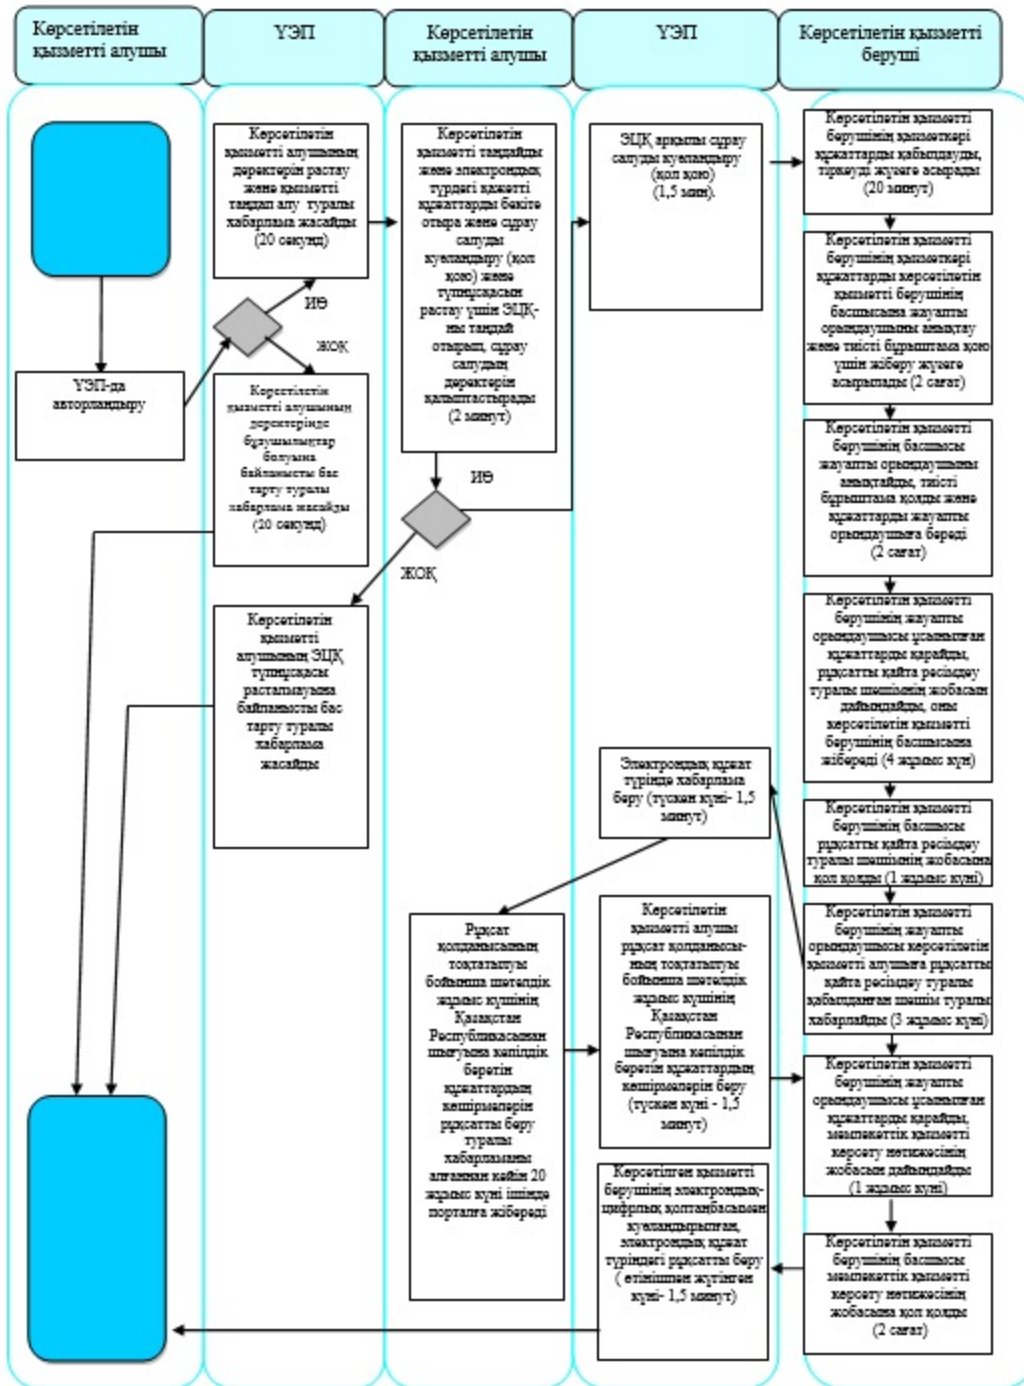 Көрсетілетін
қызметті алушы
ҮЭП
Көрсетілетін
қызметті алушы
ҮЭП
Көрсетілетін қызметті
беруші
ҮЭП-да
авторландыру
Көрсетілетін
қызметті алушының
деректерін растау
және қызметті
таңдап алу туралы
хабарлама жасайды
(20 секунд)
ИӘ
ЖОҚ
Көрсетілетін
қызметті алушының
деректерінде
бұзушылықтар
болуына
байланысты бас
тарту туралы
хабарлама жасайды
(20 секунд)
Көрсетілетін
қызметті
алушының ЭЦҚ
түпнұсқасы
расталмауына
байланысты бас
тарту туралы
хабарлама
жасайды
Көрсетілетін
қызметті таңдайды
және электрондық
түрдегі қажетті
құжаттарды бекіте
отыра және сұрау
салуды
куәландыру (қол
қою) және
түпнұсқасын
растау үшін ЭЦҚ-
ны таңдай
отырып, сұрау
салудың
деректерін
қалыптастырады
(2 минут)
ИӘ
ЖОҚ
ЭЦҚ арқылы сұрау
салуды куәландыру
(қол қою)
(1,5 мин).
Көрсетілетін қызметті
берушінің қызметкері
құжаттарды қабылдауды,
тіркеуді жүзеге асырады
(20 минут)
Көрсетілетін қызметті
берушінің қызметкері
құжаттарды көрсетілетін
қызметті берушінің
басшысына жауапты
орындаушыны анықтау
және тиісті бұрыштама қою
үшін жіберу жүзеге
асырылады (2 сағат)
Көрсетілетін қызметті
берушінің басшысы
жауапты орындаушыны
анықтайды, тиісті
бұрыштама қояды және
құжаттарды жауапты
орындаушыға береді
(2 сағат)
Көрсетілетін қызметті
берушінің жауапты
орындаушысы ұсынылған
құжаттарды қарайды,
рұқсатты қайта ресімдеу
туралы шешімнің жобасын
дайындайды, оны
көрсетілетін қызметті
берушінің басшысына
жібереді (4 жұмыс күн)
Көрсетілетін қызметті
берушінің басшысы
рұқсатты қайта ресімдеу
туралы шешімнің жобасына
қол қояды (1 жұмыс күні)
Көрсетілетін қызметті
берушінің жауапты
орындаушысы көрсетілетін
қызметті алушыға рұқсатты
қайта ресімдеу туралы
қабылданған шешім туралы
хабарлайды (3 жұмыс күні)
Электрондық құжат
түрінде хабарлама
беру (түскен күні- 1,5
минут)
Рұқсат
қолданысының
тоқтатылуы
бойынша шетелдік
жұмыс күшінің
Қазақстан
Республикасынан
шығуына кепілдік
беретін
құжаттардың
көшірмелерін
рұқсатты беру
туралы
хабарламаны
алғаннан кейін 20
жұмыс күні ішінде
порталға жібереді
Көрсетілетін
қызметті алушы
рұқсат қолданысы-
ның тоқтатылуы
бойынша шетелдік
жұмыс күшінің
Қазақстан
Республикасынан
шығуына кепілдік
беретін құжаттардың
көшірмелерін беру
(түскен күні - 1,5
минут)
Көрсетілетін қызметті
берушінің жауапты
орындаушысы ұсынылған
құжаттарды қарайды,
мемлекеттік қызметті
көрсету нәтижесінің
жобасын дайындайды
(1 жұмыс күні)
Көрсетілетін қызметті
берушінің басшысы
мемлекеттік қызметті
көрсету нәтижесінің
жобасына қол қояды
(2 сағат)
Көрсетілген қызметті
берушінің электрондық-
цифрлық қолтаңбасымен
куәландырылған,
электрондық құжат
түріндегі рұқсатты беру
( өтінішпен жүгінген
күні- 1,5 минут)